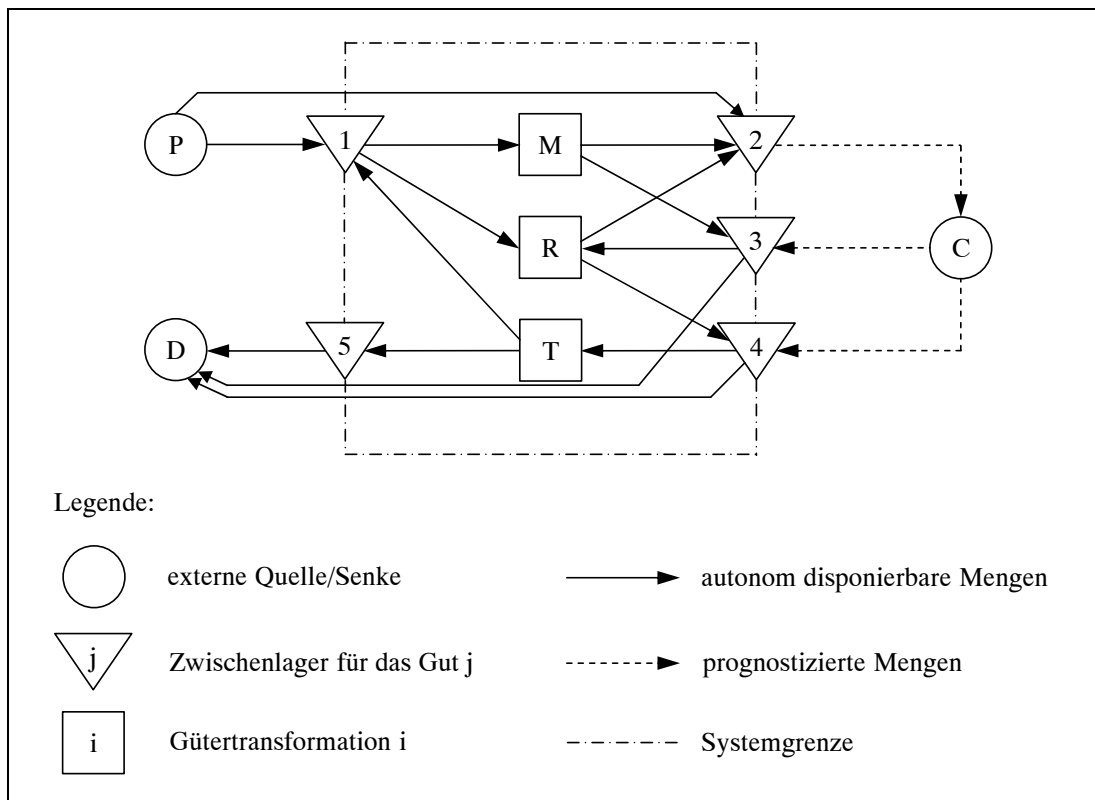 P
1
M
2
R
3
C
D
5
T
4
Legende:
externe Quelle/Senke
autonom disponierbare Mengen
j
Zwischenlager für das Gut j
prognostizierte Mengen
i
Gütertransformation i
Systemgrenze